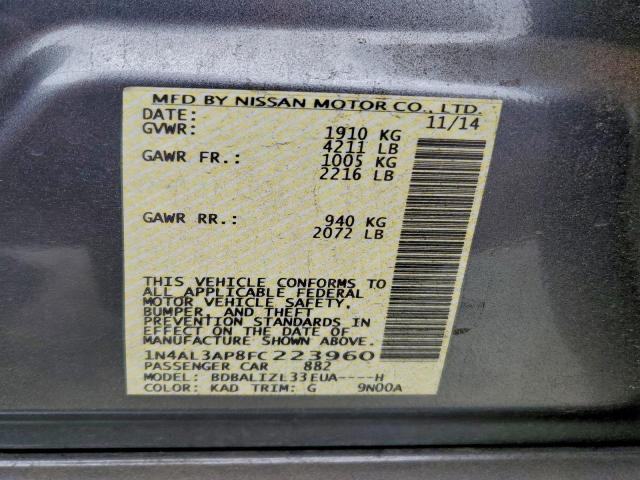 MFD BY NISSAN MOTOR CO., LTD.
DATE: 11/14
GVWR: 1910 KG
4211 LB
GAWR FR.: 1005 KG
2216 LB
GAWR RR.: 940 KG
2072 LB
THIS VEHICLE CONFORMS TO
ALL APPLICABLE FEDERAL
MOTOR VEHICLE SAFETY,
BUMPER, AND THEFT
PREVENTION STANDARDS IN
EFFECT ON THE DATE OF
MANUFACTURE SHOWN ABOVE.
1N4AL3AP8FC223960
PASSENGER CAR 882
MODEL: BDBALIZL33EUA----H
COLOR: KAD TRIM: G 9N00A